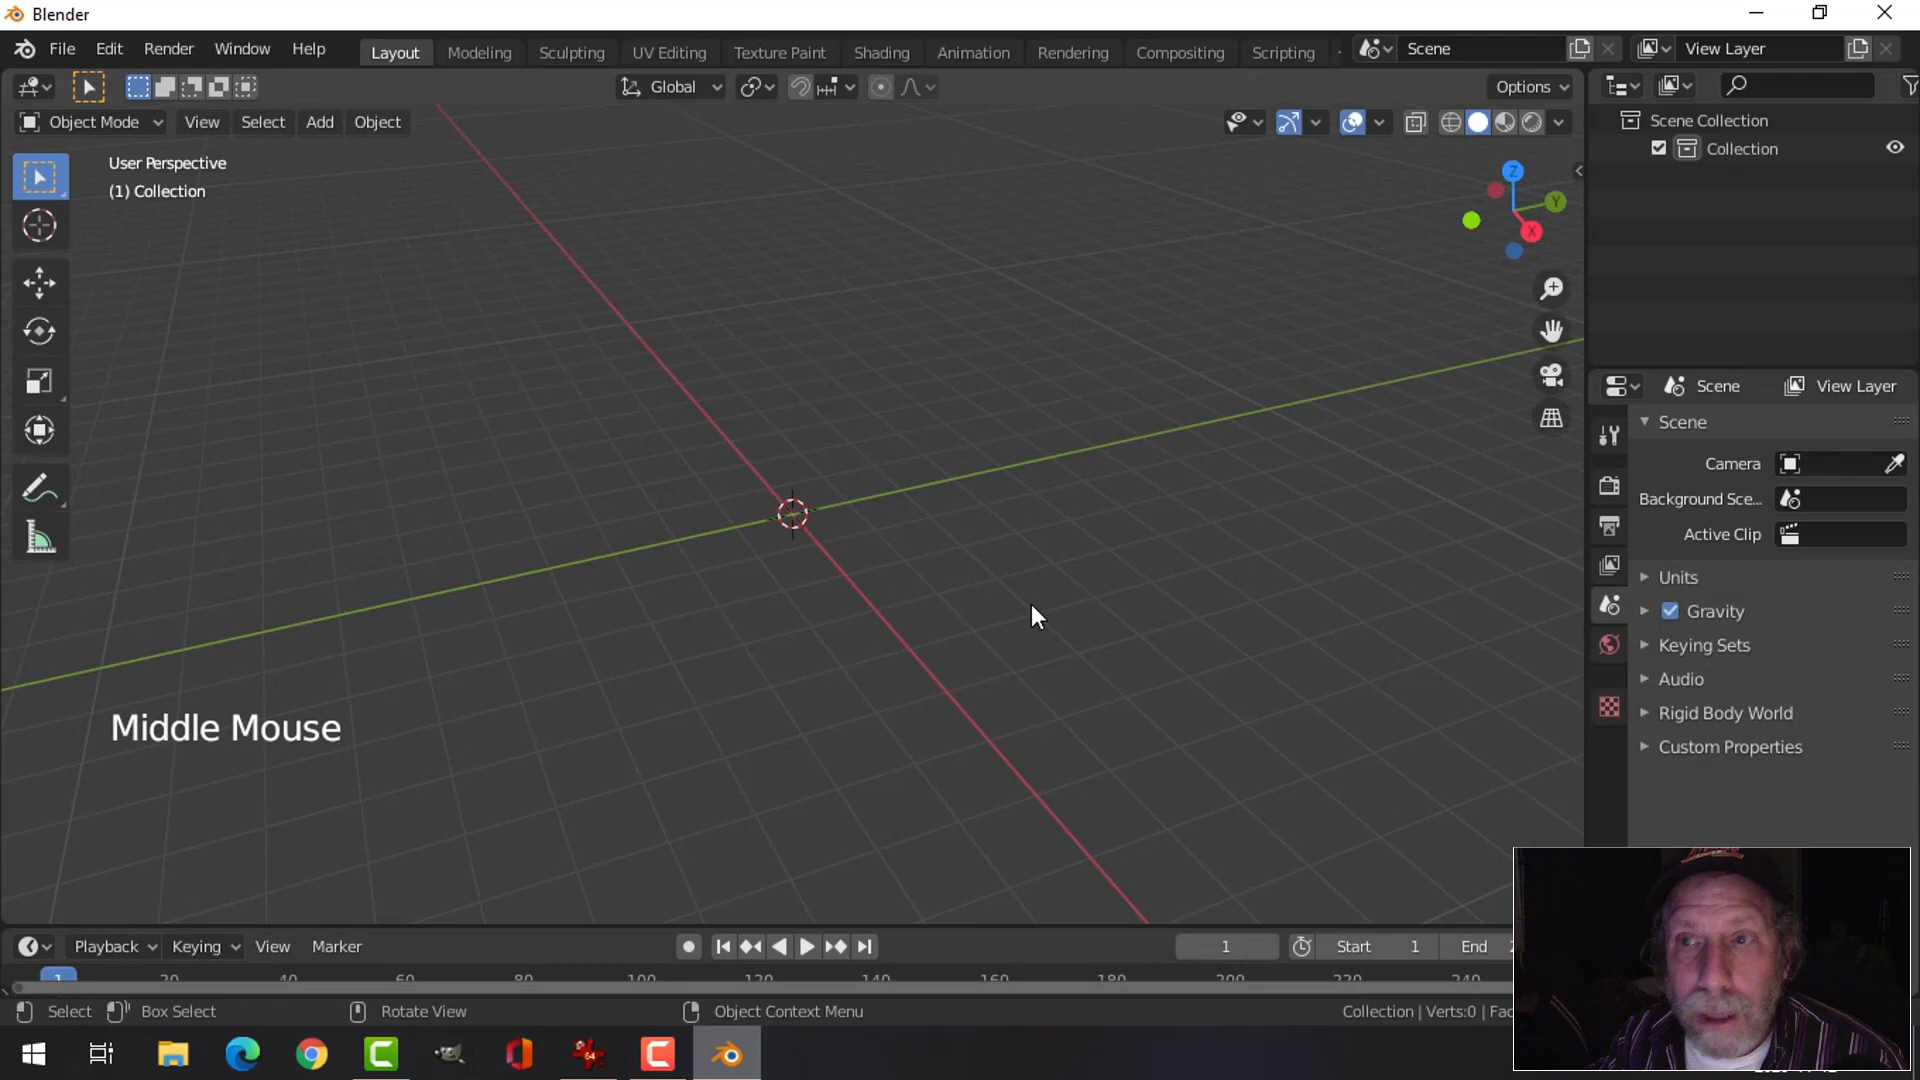 Blender
File Edit Render Window Help Layout Modeling Sculpting UV Editing Texture Paint Shading Animation Rendering Compositing Scripting Scene View Layer
Global Options
Object Mode View Select Add Object
Scene Collection
Collection
User Perspective
(1) Collection
Z
Y
X
Scene View Layer
Scene
Camera
Background Sce...
Active Clip
Units
Gravity
Keying Sets
Audio
Rigid Body World
Custom Properties
Middle Mouse
Playback Keying View Marker 1 Start 1 End
1 20 40 60 80 100 120 140 160 180 200 220 240
Select Box Select Rotate View Object Context Menu Collection | Verts:0 |
64